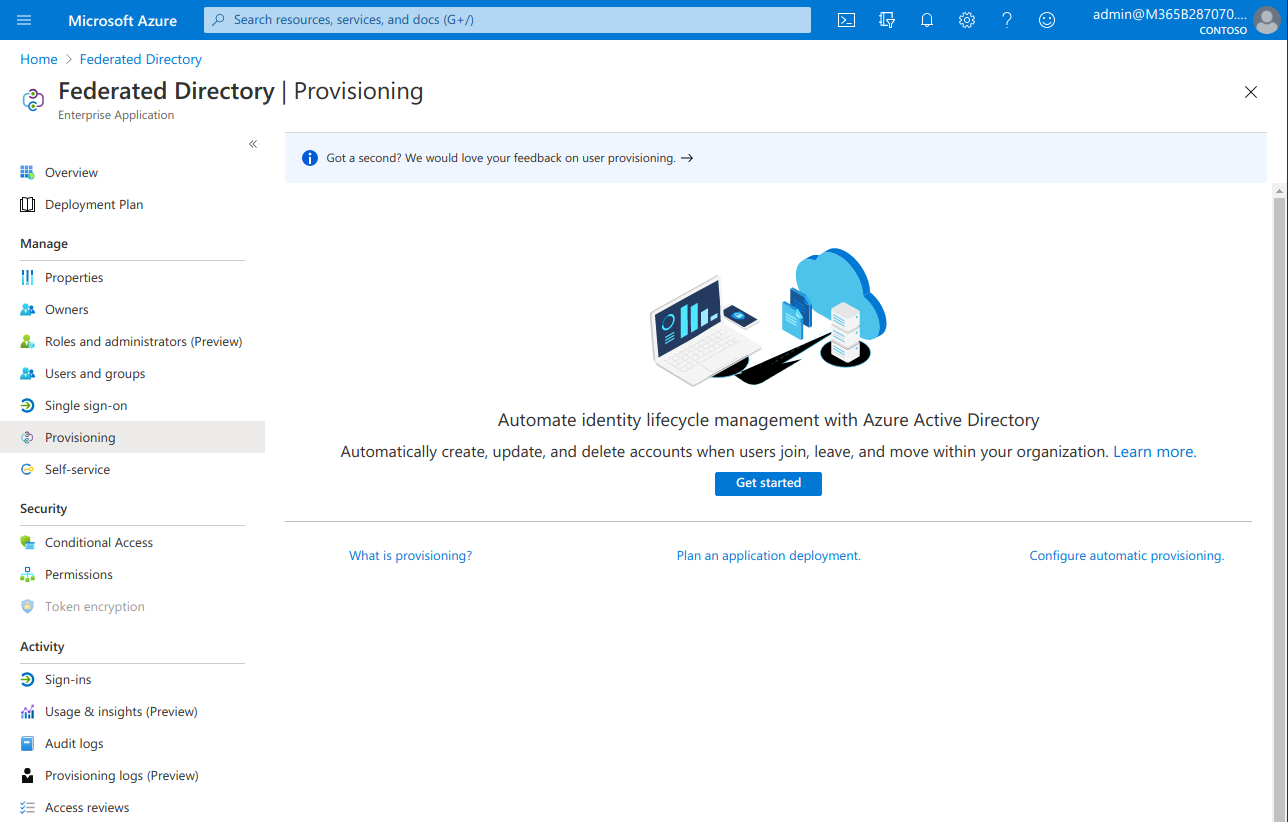 Microsoft Azure
Search resources, services, and docs (G+/)
admin@M365B287070....
CONTOSO
Home > Federated Directory
Federated Directory | Provisioning
Enterprise Application
«
Got a second? We would love your feedback on user provisioning. →
Overview
Deployment Plan
Manage
Properties
Owners
Roles and administrators (Preview)
Users and groups
Single sign-on
Provisioning
Self-service
Security
Conditional Access
Permissions
Token encryption
Activity
Sign-ins
Usage & insights (Preview)
Audit logs
Provisioning logs (Preview)
Access reviews
Automate identity lifecycle management with Azure Active Directory
Automatically create, update, and delete accounts when users join, leave, and move within your organization. Learn more.
Get started
What is provisioning?
Plan an application deployment.
Configure automatic provisioning.